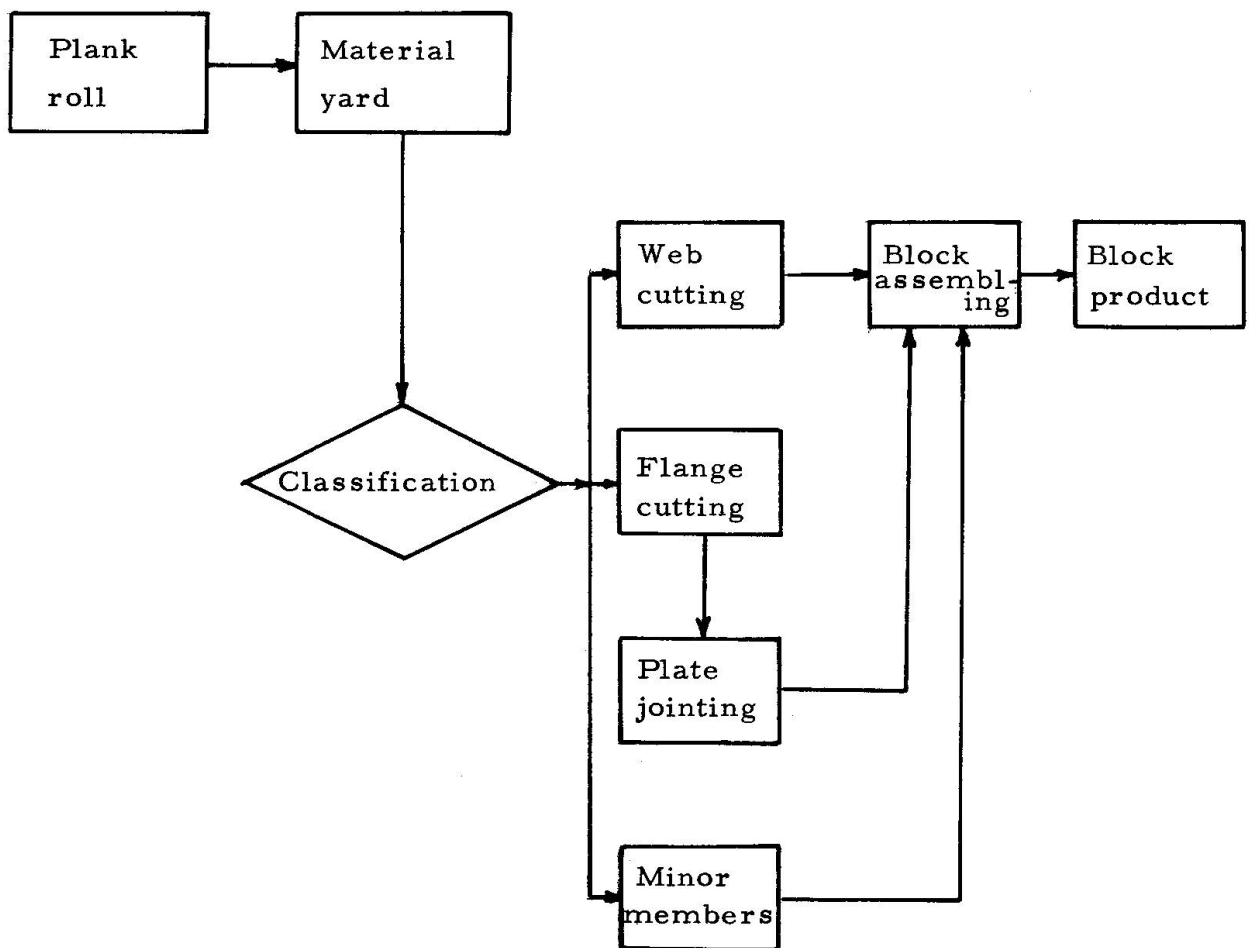 Plank
roll
Material
yard
Web
cutting
Block
assembl-
ing
Block
product
Classification
Flange
cutting
Plate
jointing
Minor
members